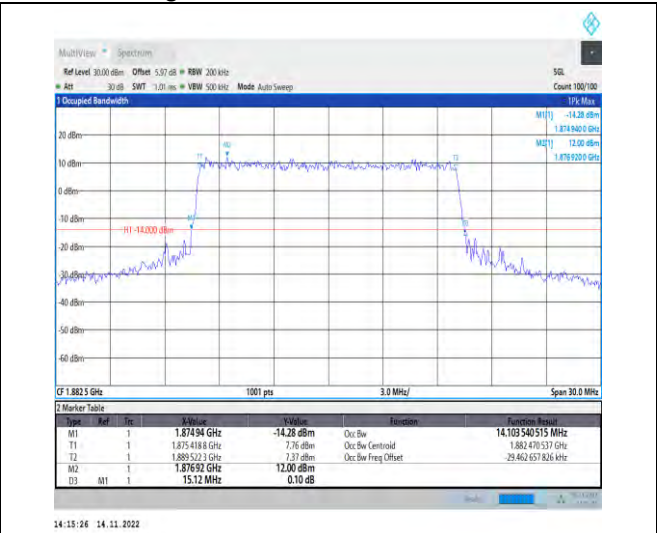 MultiView Spectrum
Ref Level 30.00 dBm Offset 5.97 dB RBW 200 kHz SGL
Att 30 dB SWT 1.01 ms VBW 500 kHz Mode Auto Sweep Count 100/100
1 Occupied Bandwidth 1Pk Max
M1[1] -14.28 dBm
1.874 940 0 GHz
20 dBm
M2[1] 12.00 dBm
1.876 920 0 GHz
M2
T1
T2
10 dBm
0 dBm
-10 dBm
M1
H1 -14.000 dBm
-20 dBm
-30 dBm
-40 dBm
-50 dBm
-60 dBm
CF 1.882 5 GHz 1001 pts 3.0 MHz/ Span 30.0 MHz
2 Marker Table
Type Ref Trc X-Value Y-Value Function Function Result
M1 1 1.874 94 GHz -14.28 dBm Occ Bw 14.103 540 515 MHz
T1 1 1.875 418 8 GHz 7.76 dBm Occ Bw Centroid 1.882 470 537 GHz
T2 1 1.889 522 3 GHz 7.37 dBm Occ Bw Freq Offset -29.462 657 826 kHz
M2 1 1.876 92 GHz 12.00 dBm
D3 M1 1 15.12 MHz 0.10 dB
14:15:26 14.11.2022